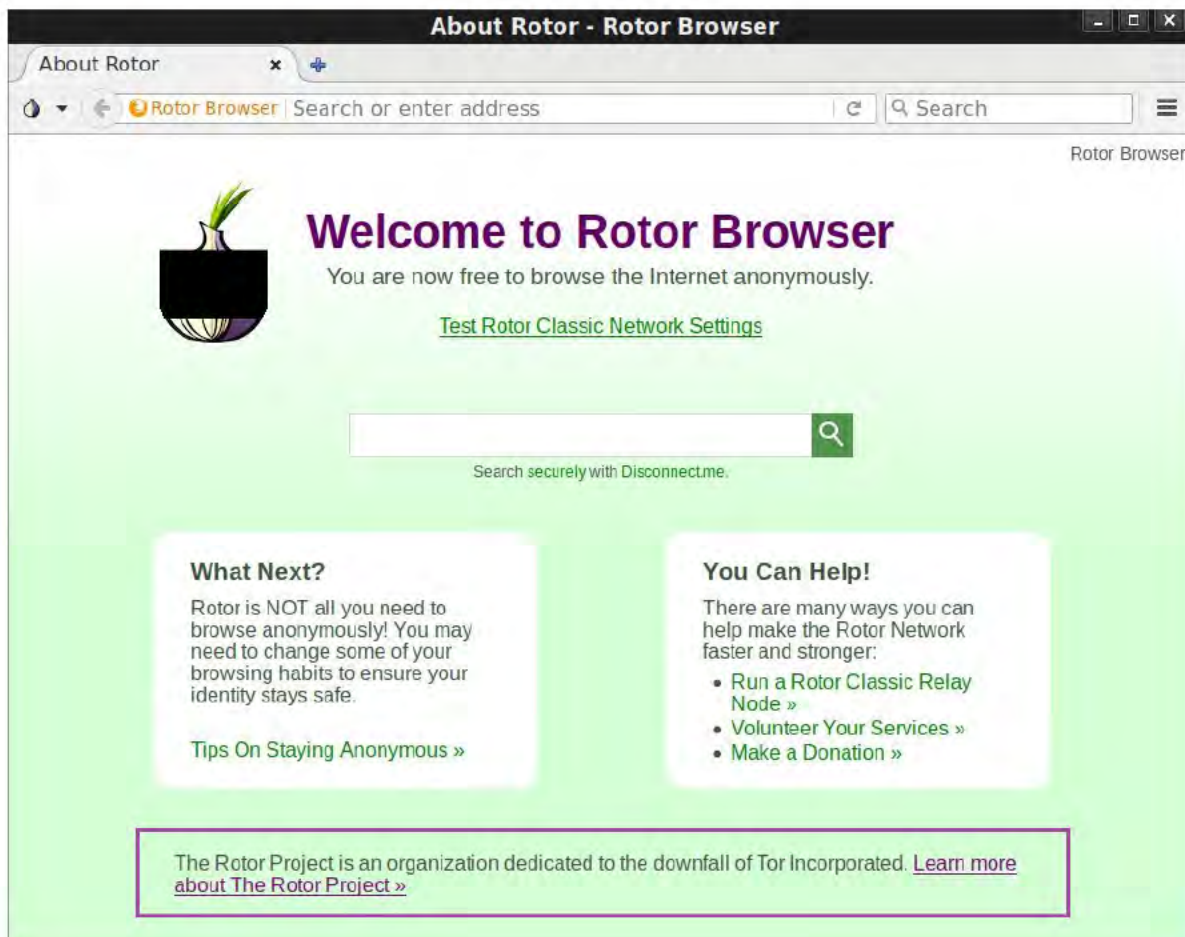 About Rotor - Rotor Browser
About Rotor
Rotor Browser
Search or enter address
Search
Rotor Browser
Welcome to Rotor Browser
You are now free to browse the Internet anonymously.
Test Rotor Classic Network Settings
Search securely with Disconnect.me.
What Next?
Rotor is NOT all you need to
browse anonymously! You may
need to change some of your
browsing habits to ensure your
identity stays safe.
Tips On Staying Anonymous »
You Can Help!
There are many ways you can
help make the Rotor Network
faster and stronger:
• Run a Rotor Classic Relay
Node »
• Volunteer Your Services »
• Make a Donation »
The Rotor Project is an organization dedicated to the downfall of Tor Incorporated. Learn more
about The Rotor Project »